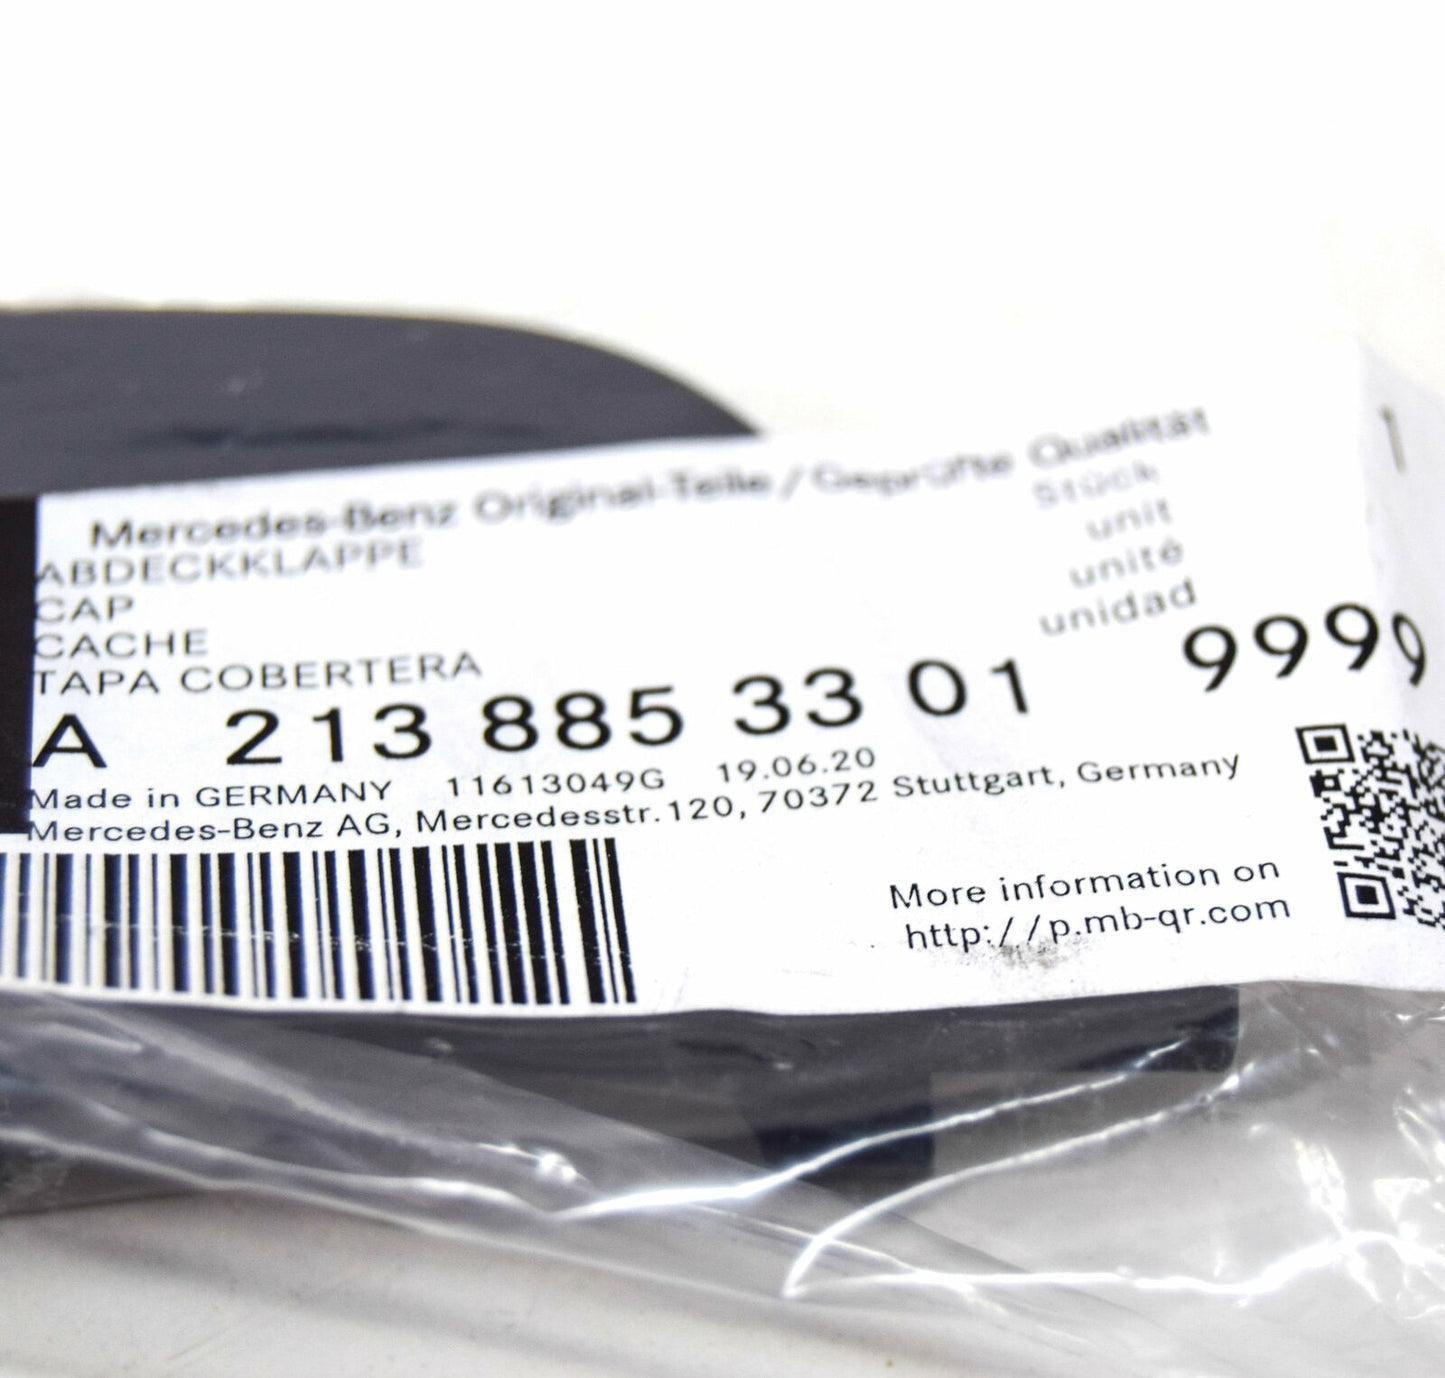 Mercedes-Benz Original-Teile / Geprüfte Qualität
ABDECKKLAPPE
Stück 1
CAP
unit
CACHE
unité
TAPA COBERTERA
unidad
A 213 885 33 01 9999
Made in GERMANY 11613049G 19.06.20
Mercedes-Benz AG, Mercedesstr.120, 70372 Stuttgart, Germany
More information on
http://p.mb-qr.com